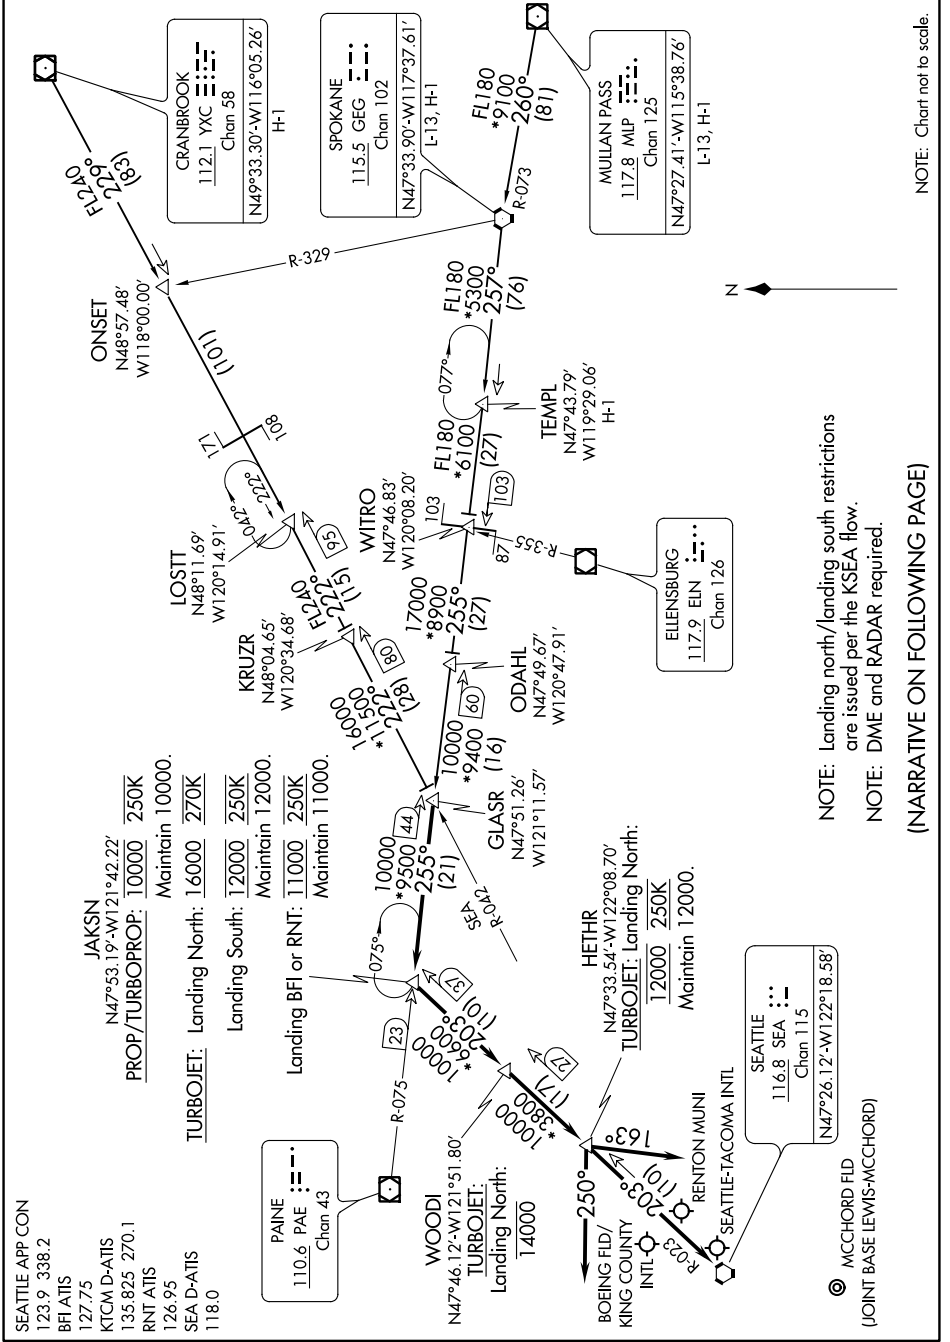 SEATTLE APP CON
123.9 338.2
BFI ATIS
127.75
KTCM D-ATIS
135.825 270.1
RNT ATIS
126.95
SEA D-ATIS
118.0
JAKSN
N47°53.19'-W121°42.22'
PROP/TURBOPROP: 10000 250K
Maintain 10000.
TURBOJET: Landing North: 16000 270K
Landing South: 12000 250K
Maintain 12000.
Landing BFI or RNT: 11000 250K
Maintain 11000.
CRANBROOK
112.1 YXC
Chan 58
N49°33.30'-W116°05.26'
H-1
FL240
229°
(83)
ONSET
N48°57.48'
W118°00.00'
(101)
171
108
R-329
SPOKANE
115.5 GEG
Chan 102
N47°33.90'-W117°37.61'
L-13, H-1
FL180
*9100
260°
(81)
R-073
MULLAN PASS
117.8 MLP
Chan 125
N47°27.41'-W115°38.76'
L-13, H-1
LOSTT
N48°11.69'
W120°14.91'
042°
222°
95
FL240
222°
(15)
KRUZR
N48°04.65'
W120°34.68'
80
16000
*11500
222°
(28)
FL180
*5300
257°
(76)
077°
TEMPL
N47°43.79'
W119°29.06'
H-1
FL180
*6100
(27)
103
WITRO
N47°46.83'
W120°08.20'
103
87
R-355
ELLENSBURG
117.9 ELN
Chan 126
17000
*8900
255°
(27)
ODAHL
N47°49.67'
W120°47.91'
60
10000
*9400
(16)
GLASR
N47°51.26'
W121°11.57'
44
SEA
R-042
10000
*9500
255°
(21)
075°
37
23
R-075
PAINE
110.6 PAE
Chan 43
10000
*6600
203°
(10)
WOODI
N47°46.12'-W121°51.80'
TURBOJET:
Landing North:
14000
27
10000
*3800
(17)
HETHR
N47°33.54'-W122°08.70'
TURBOJET: Landing North:
12000 250K
Maintain 12000.
250°
163°
203°
(10)
R-023
BOEING FLD/
KING COUNTY
INTL
RENTON MUNI
SEATTLE-TACOMA INTL
SEATTLE
116.8 SEA
Chan 115
N47°26.12'-W122°18.58'
MCCHORD FLD
(JOINT BASE LEWIS-MCCHORD)
N
NOTE: Landing north/landing south restrictions
are issued per the KSEA flow.
NOTE: DME and RADAR required.
(NARRATIVE ON FOLLOWING PAGE)
NOTE: Chart not to scale.